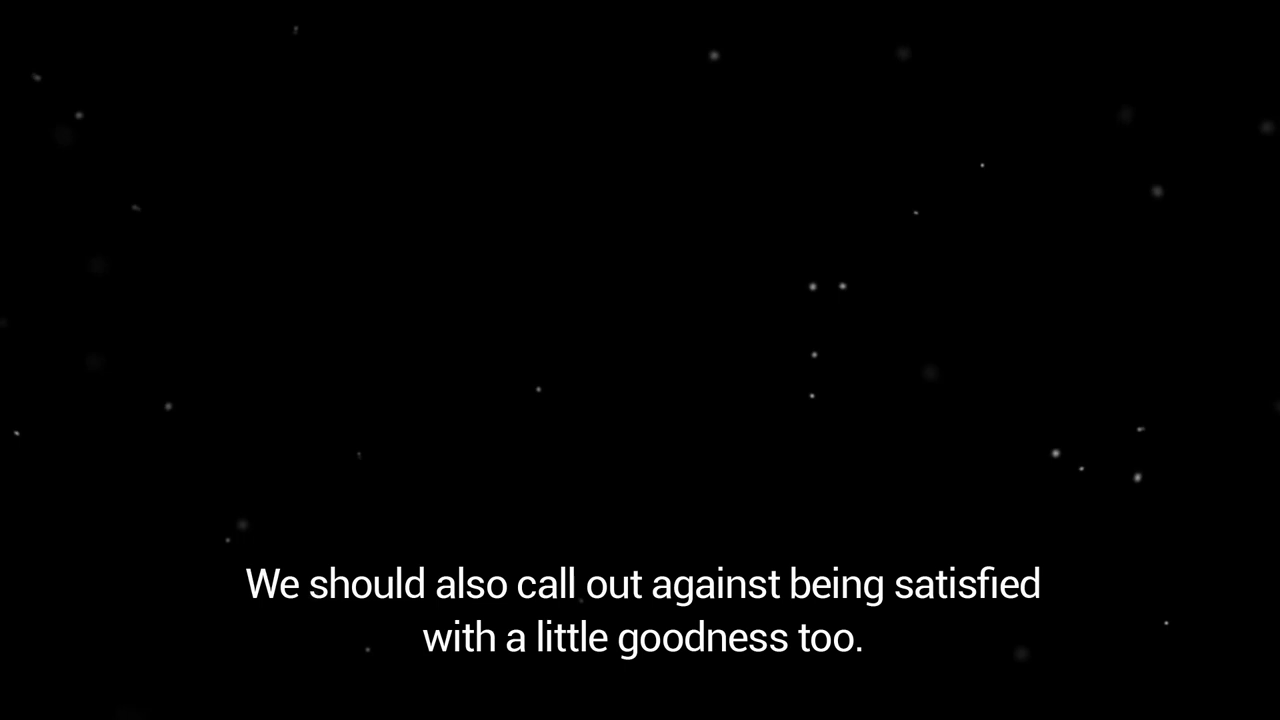 We should also call out against being satisfied
with a little goodness too.